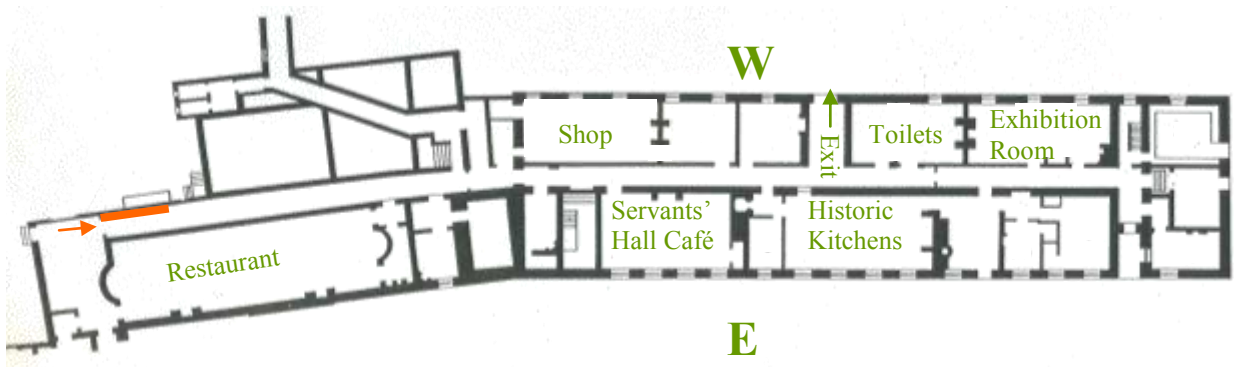 W
Shop
Exit
Toilets
Exhibition
Room
Servants’
Hall Café
Historic
Kitchens
Restaurant
E